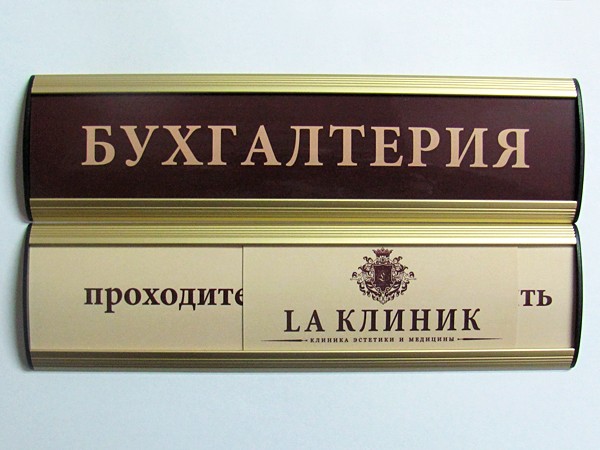 БУХГАЛТЕРИЯ
проходите ть
LA КЛИНИК
КЛИНИКА ЭСТЕТИКИ И МЕДИЦИНЫ